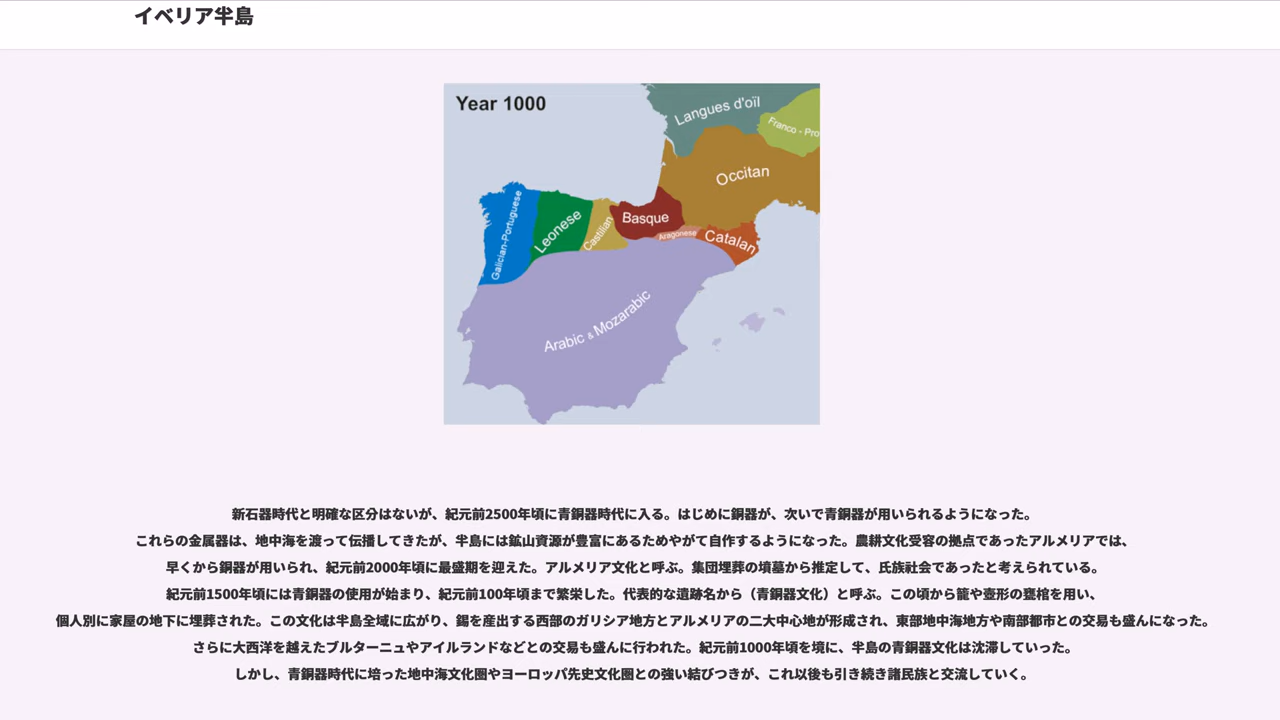 イベリア半島
Year 1000
Langues d'oïl
Franco - Pro
Occitan
Galician-Portuguese
Leonese
Castilian
Basque
Aragonese
Catalan
Arabic & Mozarabic
新石器時代と明確な区分はないが、紀元前2500年頃に青銅器時代に入る。はじめに銅器が、次いで青銅器が用いられるようになった。
これらの金属器は、地中海を渡って伝播してきたが、半島には鉱山資源が豊富にあるためやがて自作するようになった。農耕文化受容の拠点であったアルメリアでは、
早くから銅器が用いられ、紀元前2000年頃に最盛期を迎えた。アルメリア文化と呼ぶ。集団埋葬の墳墓から推定して、氏族社会であったと考えられている。
紀元前1500年頃には青銅器の使用が始まり、紀元前100年頃まで繁栄した。代表的な遺跡名から（青銅器文化）と呼ぶ。この頃から籠や壺形の甕棺を用い、
個人別に家屋の地下に埋葬された。この文化は半島全域に広がり、錫を産出する西部のガリシア地方とアルメリアの二大中心地が形成され、東部地中海地方や南部都市との交易も盛んになった。
さらに大西洋を越えたブルターニュやアイルランドなどとの交易も盛んに行われた。紀元前1000年頃を境に、半島の青銅器文化は沈滞していった。
しかし、青銅器時代に培った地中海文化圏やヨーロッパ先史文化圏との強い結びつきが、これ以後も引き続き諸民族と交流していく。